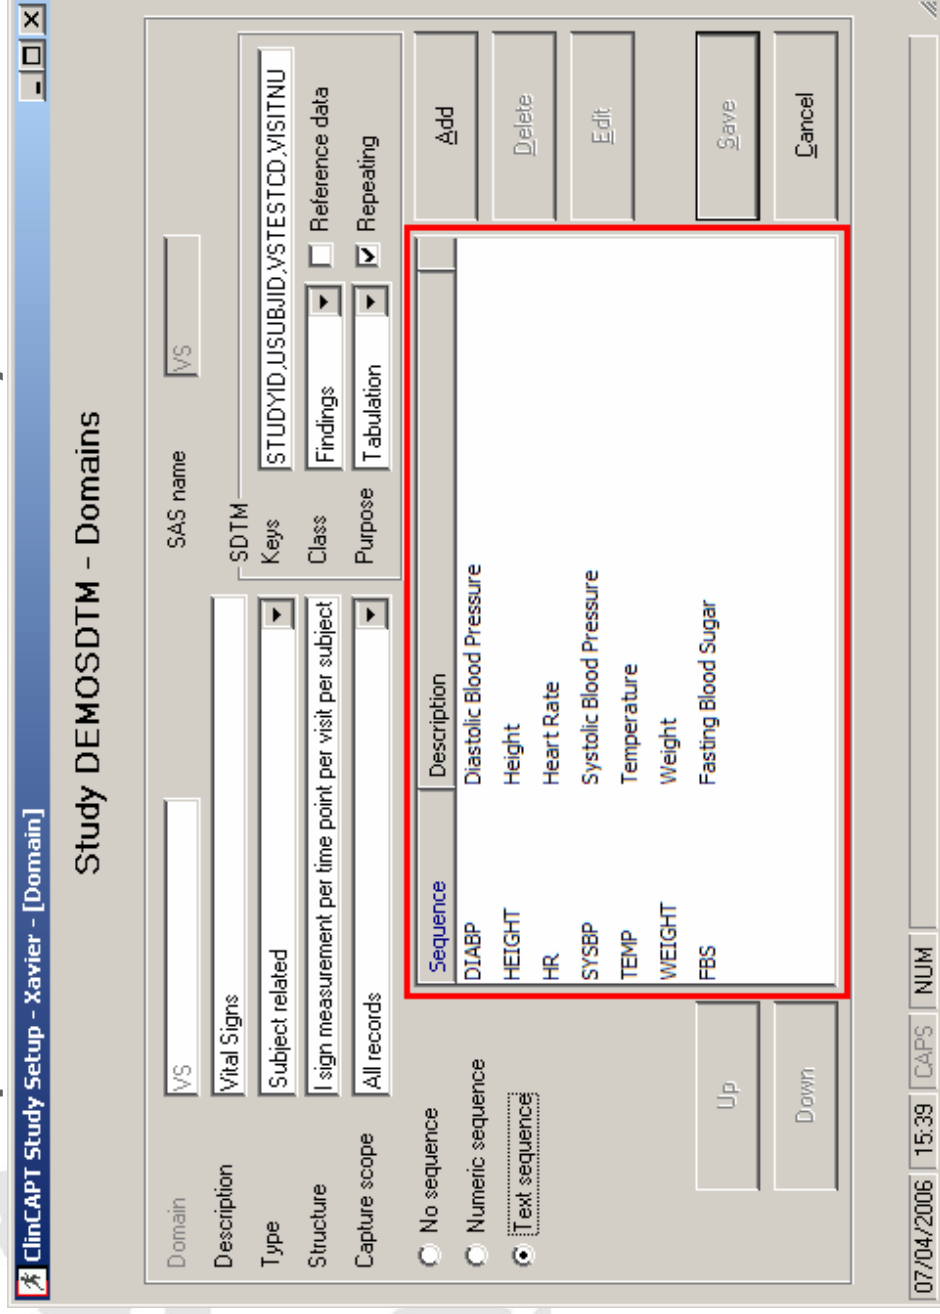 ClinCAPT Study Setup - Xavier - [Domain]
Study DEMOSDTM - Domains
Domain VS SAS name VS
Description Vital Signs
SDTM
Type Subject related Keys STUDYID,USUBJID,VSTESTCD,VISITNU
Structure l sign measurement per time point per visit per subject Class Findings Reference data
Capture scope All records Purpose Tabulation Repeating
No sequence
Numeric sequence
Text sequence
Sequence Description
DIABP Diastolic Blood Pressure
HEIGHT Height
HR Heart Rate
SYSBP Systolic Blood Pressure
TEMP Temperature
WEIGHT Weight
FBS Fasting Blood Sugar
Add
Delete
Edit
Up Save
Down Cancel
07/04/2006 15:39 CAPS NUM